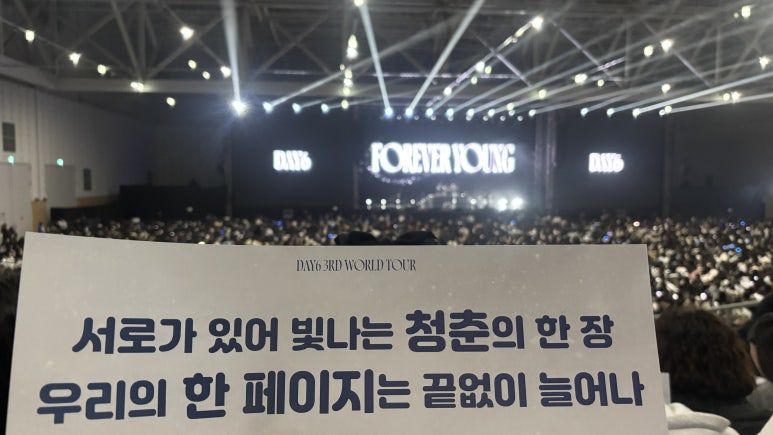 DAY6
FOREVER YOUNG
DAY6
DAY6 3RD WORLD TOUR
서로가 있어 빛나는 청춘의 한 장
우리의 한 페이지는 끝없이 늘어나